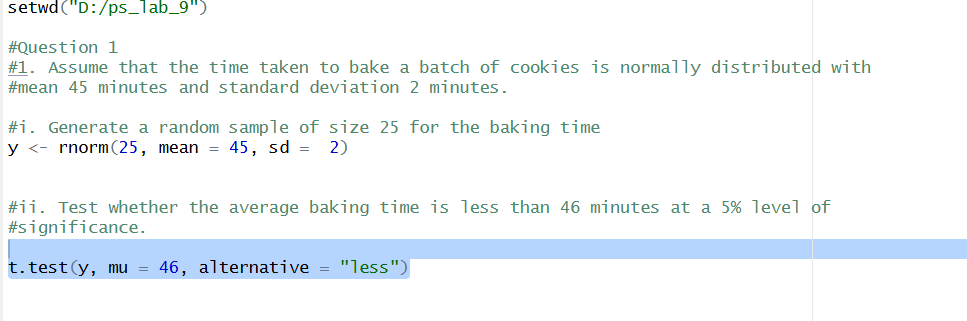 setwd("D:/ps_lab_9")
#Question 1
#1. Assume that the time taken to bake a batch of cookies is normally distributed with
#mean 45 minutes and standard deviation 2 minutes.
#i. Generate a random sample of size 25 for the baking time
y <- rnorm(25, mean = 45, sd =  2)
#ii. Test whether the average baking time is less than 46 minutes at a 5% level of
#significance.
t.test(y, mu = 46, alternative = "less")